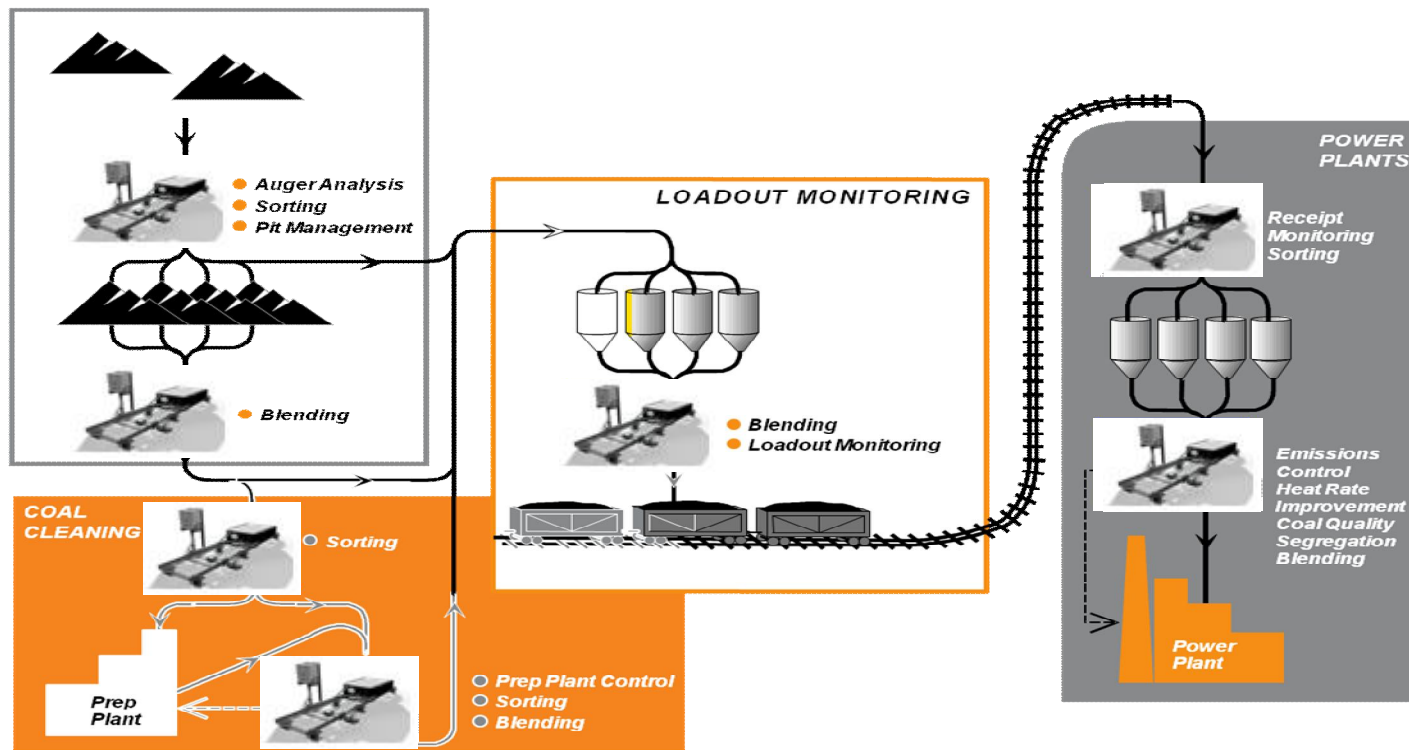 Auger Analysis
Sorting
Pit Management
Blending
COAL
CLEANING
Sorting
Prep
Plant
Prep Plant Control
Sorting
Blending
LOADOUT MONITORING
Blending
Loadout Monitoring
POWER
PLANTS
Receipt
Monitoring
Sorting
Emissions
Control
Heat Rate
Improvement
Coal Quality
Segregation
Blending
Power
Plant